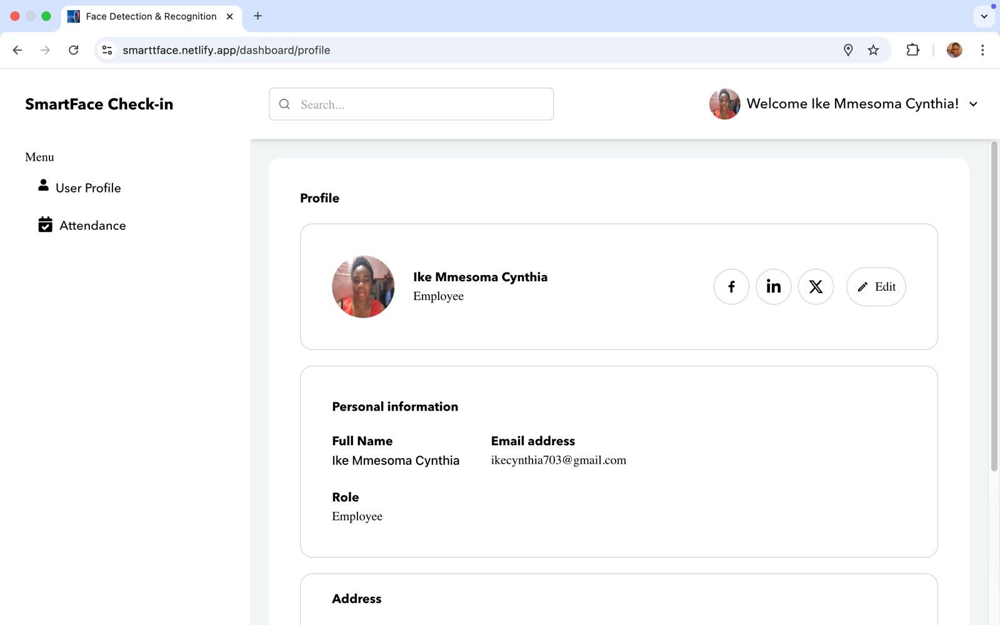 Face Detection & Recognition
smarttface.netlify.app/dashboard/profile
SmartFace Check-in
Search...
Welcome Ike Mmesoma Cynthia!
Menu
User Profile
Attendance
Profile
Ike Mmesoma Cynthia
Employee
f
in
X
Edit
Personal information
Full Name
Email address
Ike Mmesoma Cynthia
ikecynthia703@gmail.com
Role
Employee
Address